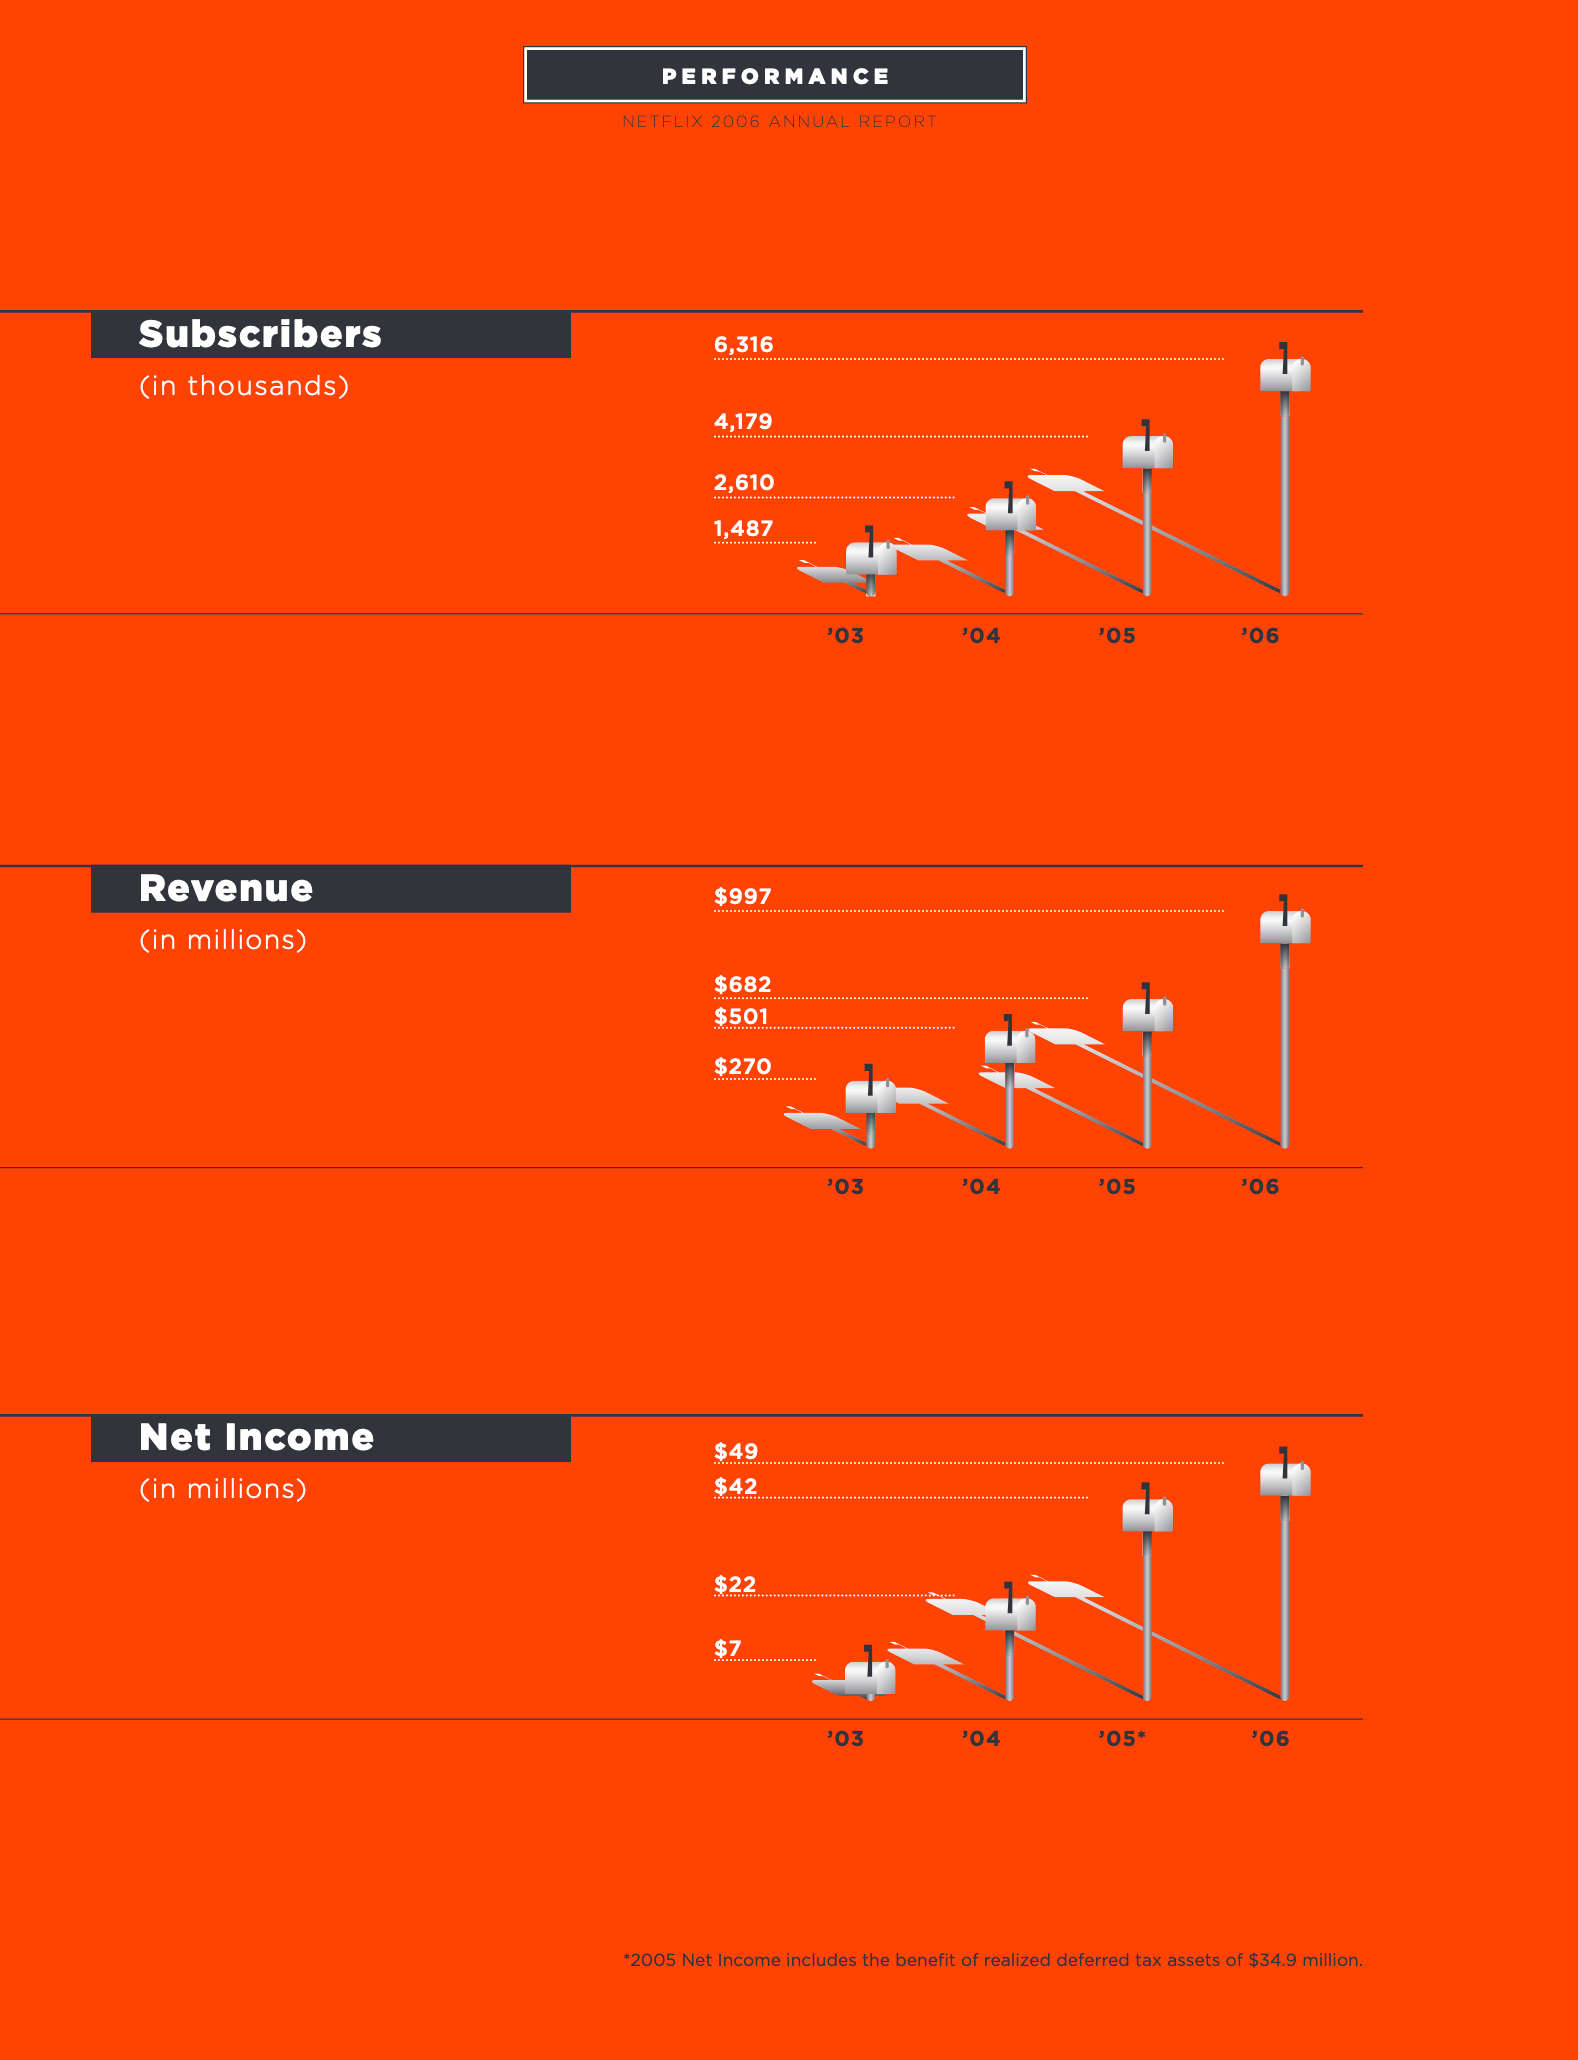 PERFORMANCE
NETFLIX 2006 ANNUAL REPORT
Subscribers
(in thousands)
6,316
4,179
2,610
1,487
’03 ’04 ’05 ’06
Revenue
(in millions)
$997
$682
$501
$270
’03 ’04 ’05 ’06
Net Income
(in millions)
$49
$42
$22
$7
’03 ’04 ’05* ’06
*2005 Net Income includes the benefit of realized deferred tax assets of $34.9 million.